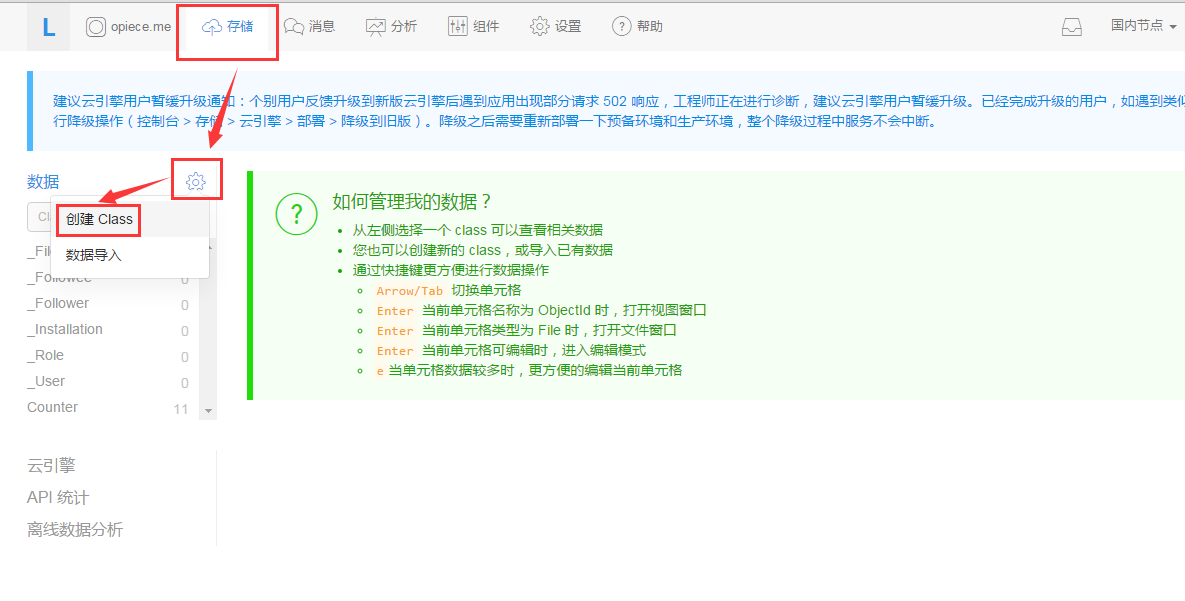 L opiece.me 存储 消息 分析 组件 设置 ? 帮助 国内节点
建议云引擎用户暂缓升级通知：个别用户反馈升级到新版云引擎后遇到应用出现部分请求 502 响应，工程师正在进行诊断，建议云引擎用户暂缓升级。已经完成升级的用户，如遇到类
行降级操作（控制台 > 存储 > 云引擎 > 部署 > 降级到旧版）。降级之后需要重新部署一下预备环境和生产环境，整个降级过程中服务不会中断。
数据
创建 Class
数据导入
_Followee 0
_Follower 0
_Installation 0
_Role 0
_User 0
Counter 11
云引擎
API 统计
离线数据分析
? 如何管理我的数据？
• 从左侧选择一个 class 可以查看相关数据
• 您也可以创建新的 class，或导入已有数据
• 通过快捷键更方便进行数据操作
Arrow/Tab 切换单元格
Enter 当前单元格名称为 ObjectId 时，打开视图窗口
Enter 当前单元格类型为 File 时，打开文件窗口
Enter 当前单元格可编辑时，进入编辑模式
e 当单元格数据较多时，更方便的编辑当前单元格